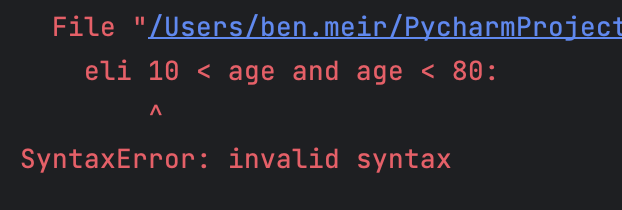 File "/Users/ben.meir/PycharmProject
eli 10 < age and age < 80:
^
SyntaxError: invalid syntax